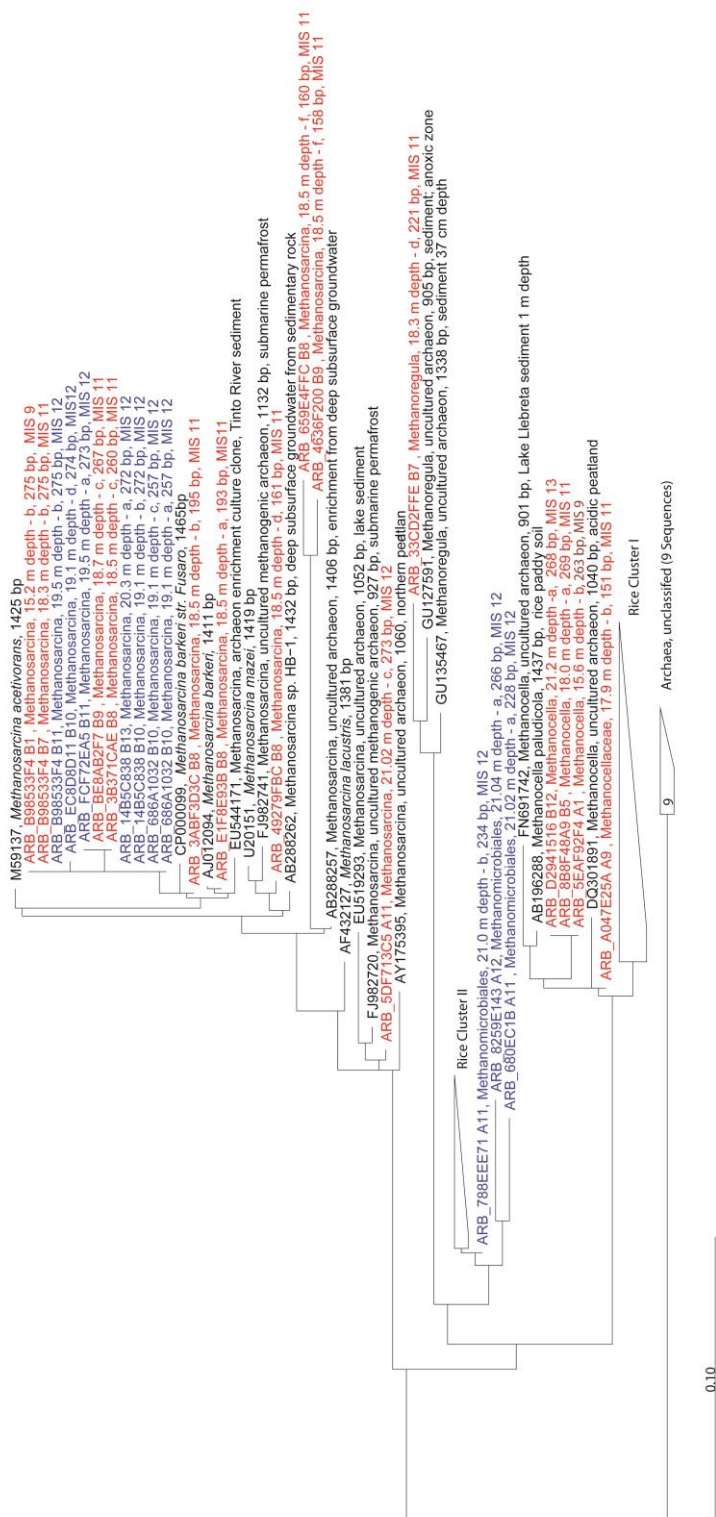 M59137, Methanosarcina acetivorans, 1425 bp
ARB_B98533F4 B1 , Methanosarcina, 15.2 m depth - b, 275 bp, MIS 9
ARB_B98533F4 B7 , Methanosarcina, 18.3 m depth - b, 275 bp, MIS 11
ARB_B98533F4 B11 , Methanosarcina, 19.5 m depth - b, 275 bp, MIS 12
ARB_EC8D8D13 B10 , Methanosarcina, 19.1 m depth - d, 274 bp, MIS12
ARB_FCF72EA5 B11 , Methanosarcina, 19.5 m depth - a, 273 bp, MIS 12
ARB_BE8AB2F7 B9 , Methanosarcina, 18.7 m depth - c, 267 bp, MIS 11
ARB_3B371CAE B8 , Methanosarcina, 18.5 m depth - c, 260 bp, MIS 11
ARB_14B5C838 B13 , Methanosarcina, 20.3 m depth - a, 272 bp, MIS 12
ARB_14B5C838 B10 , Methanosarcina, 19.1 m depth - b, 272 bp, MIS 12
ARB_686A1032 B10 , Methanosarcina, 19.1 m depth - c, 257 bp, MIS 12
ARB_686A1032 B10 , Methanosarcina, 19.1 m depth - a, 257 bp, MIS 12
CP000099, Methanosarcina barkeri str. Fusaro, 1465bp
ARB_3ABF3D3C B8 , Methanosarcina, 18.5 m depth - b, 195 bp, MIS 11
AJ012094, Methanosarcina barkeri, 1411 bp
ARB_E1F8E93B B8 , Methanosarcina, 18.5 m depth - a, 193 bp, MIS11
EU544171, Methanosarcina, archaeon enrichment culture clone, Tinto River sediment
U20151, Methanosarcina mazei, 1419 bp
FJ982741, Methanosarcina, uncultured methanogenic archaeon, 1132 bp, submarine permafrost
ARB_49279FBC B8 , Methanosarcina, 18.5 m depth - d, 161 bp, MIS 11
AB288262, Methanosarcina sp. HB-1, 1432 bp, deep subsurface groundwater from sedimentary rock
ARB_659E4FFC B8 , Methanosarcina, 18.5 m depth - f, 160 bp, MIS 11
ARB_4636F200 B9 , Methanosarcina, 18.5 m depth - f, 158 bp, MIS 11
AB288257, Methanosarcina, uncultured archaeon, 1406 bp, enrichment from deep subsurface groundwater
AF432127, Methanosarcina lacustris, 1381 bp
EU519293, Methanosarcina, uncultured archaeon, 1052 bp, lake sediment
FJ982720, Methanosarcina, uncultured methanogenic archaeon, 927 bp, submarine permafrost
ARB_5DF713C5 A11 , Methanosarcina, 21.02 m depth - c, 273 bp, MIS 12
AY175395, Methanosarcina, uncultured archaeon, 1060, northern peatlan
ARB_33CD2FFE B7 , Methanoregula, 18.3 m depth - d, 221 bp, MIS 11
GU127591, Methanoregula, uncultured archaeon, 905 bp, sediment; anoxic zone
GU135467, Methanoregula, uncultured archaeon, 1338 bp, sediment 37 cm depth
Rice Cluster II
ARB_788EEE71 A11, Methanomicrobiales, 21.0 m depth - b, 234 bp, MIS 12
ARB_8259E143 A12, Methanomicrobiales, 21.04 m depth - a, 266 bp, MIS 12
ARB_680EC1B A11 , Methanomicrobiales, 21.02 m depth - a, 228 bp, MIS 12
FN691742, Methanocella, uncultured archaeon, 901 bp, Lake Llebreta sediment 1 m depth
AB196288, Methanocella paludicola, 1437 bp, rice paddy soil
ARB_D2941516 B12 , Methanocella, 21.2 m depth -a, 268 bp, MIS 13
ARB_8B8F48A9 B5 , Methanocella, 18.0 m depth - a, 269 bp, MIS 11
ARB_5EAF92F4 A1 , Methanocella, 15.6 m depth - b, 263 bp, MIS 9
DQ301891, Methanocella, uncultured archaeon, 1040 bp, acidic peatland
ARB_A047E25A A9 , Methanocellaceae, 17.9 m depth - b, 151 bp, MIS 11
Rice Cluster I
9
Archaea, unclassifed (9 Sequences)
0.10